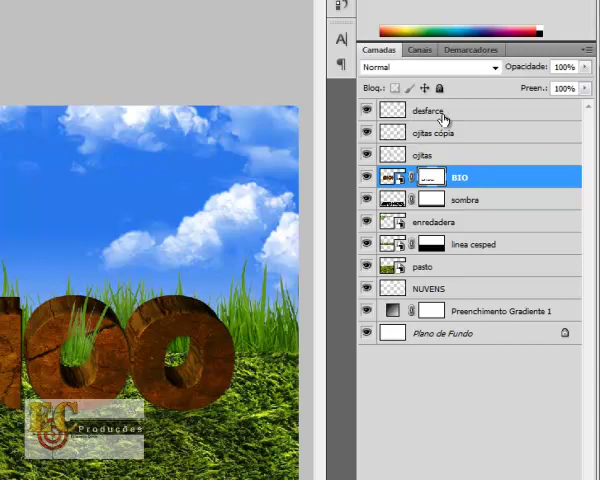 A|
Camadas Canais Demarcadores
Normal Opacidade: 100%
Bloq.: Preen.: 100%
desfarce
ojitas cópia
ojitas
BIO
sombra
enredadera
linea cesped
pasto
NUVENS
Preenchimento Gradiente 1
Plano de Fundo
Produções